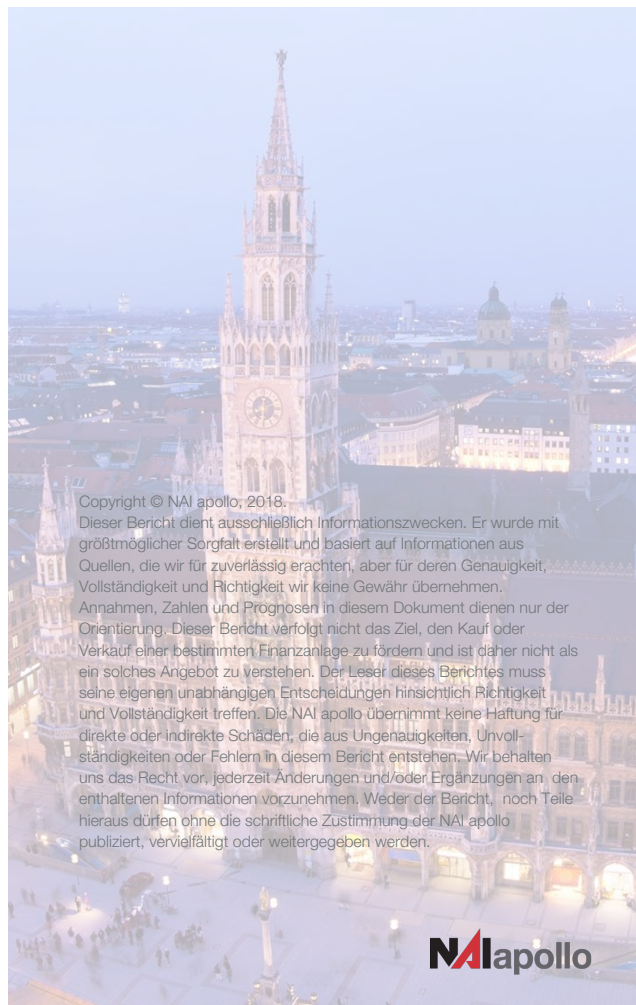 Copyright © NAI apollo, 2018.
Dieser Bericht dient ausschließlich Informationszwecken. Er wurde mit
größtmöglicher Sorgfalt erstellt und basiert auf Informationen aus
Quellen, die wir für zuverlässig erachten, aber für deren Genauigkeit,
Vollständigkeit und Richtigkeit wir keine Gewähr übernehmen.
Annahmen, Zahlen und Prognosen in diesem Dokument dienen nur der
Orientierung. Dieser Bericht verfolgt nicht das Ziel, den Kauf oder
Verkauf einer bestimmten Finanzanlage zu fördern und ist daher nicht als
ein solches Angebot zu verstehen. Der Leser dieses Berichtes muss
seine eigenen unabhängigen Entscheidungen hinsichtlich Richtigkeit
und Vollständigkeit treffen. Die NAI apollo übernimmt keine Haftung für
direkte oder indirekte Schäden, die aus Ungenauigkeiten, Unvoll-
ständigkeiten oder Fehlern in diesem Bericht entstehen. Wir behalten
uns das Recht vor, jederzeit Änderungen und/oder Ergänzungen an den
enthaltenen Informationen vorzunehmen. Weder der Bericht, noch Teile
hieraus dürfen ohne die schriftliche Zustimmung der NAI apollo
publiziert, vervielfältigt oder weitergegeben werden.
NAIapollo